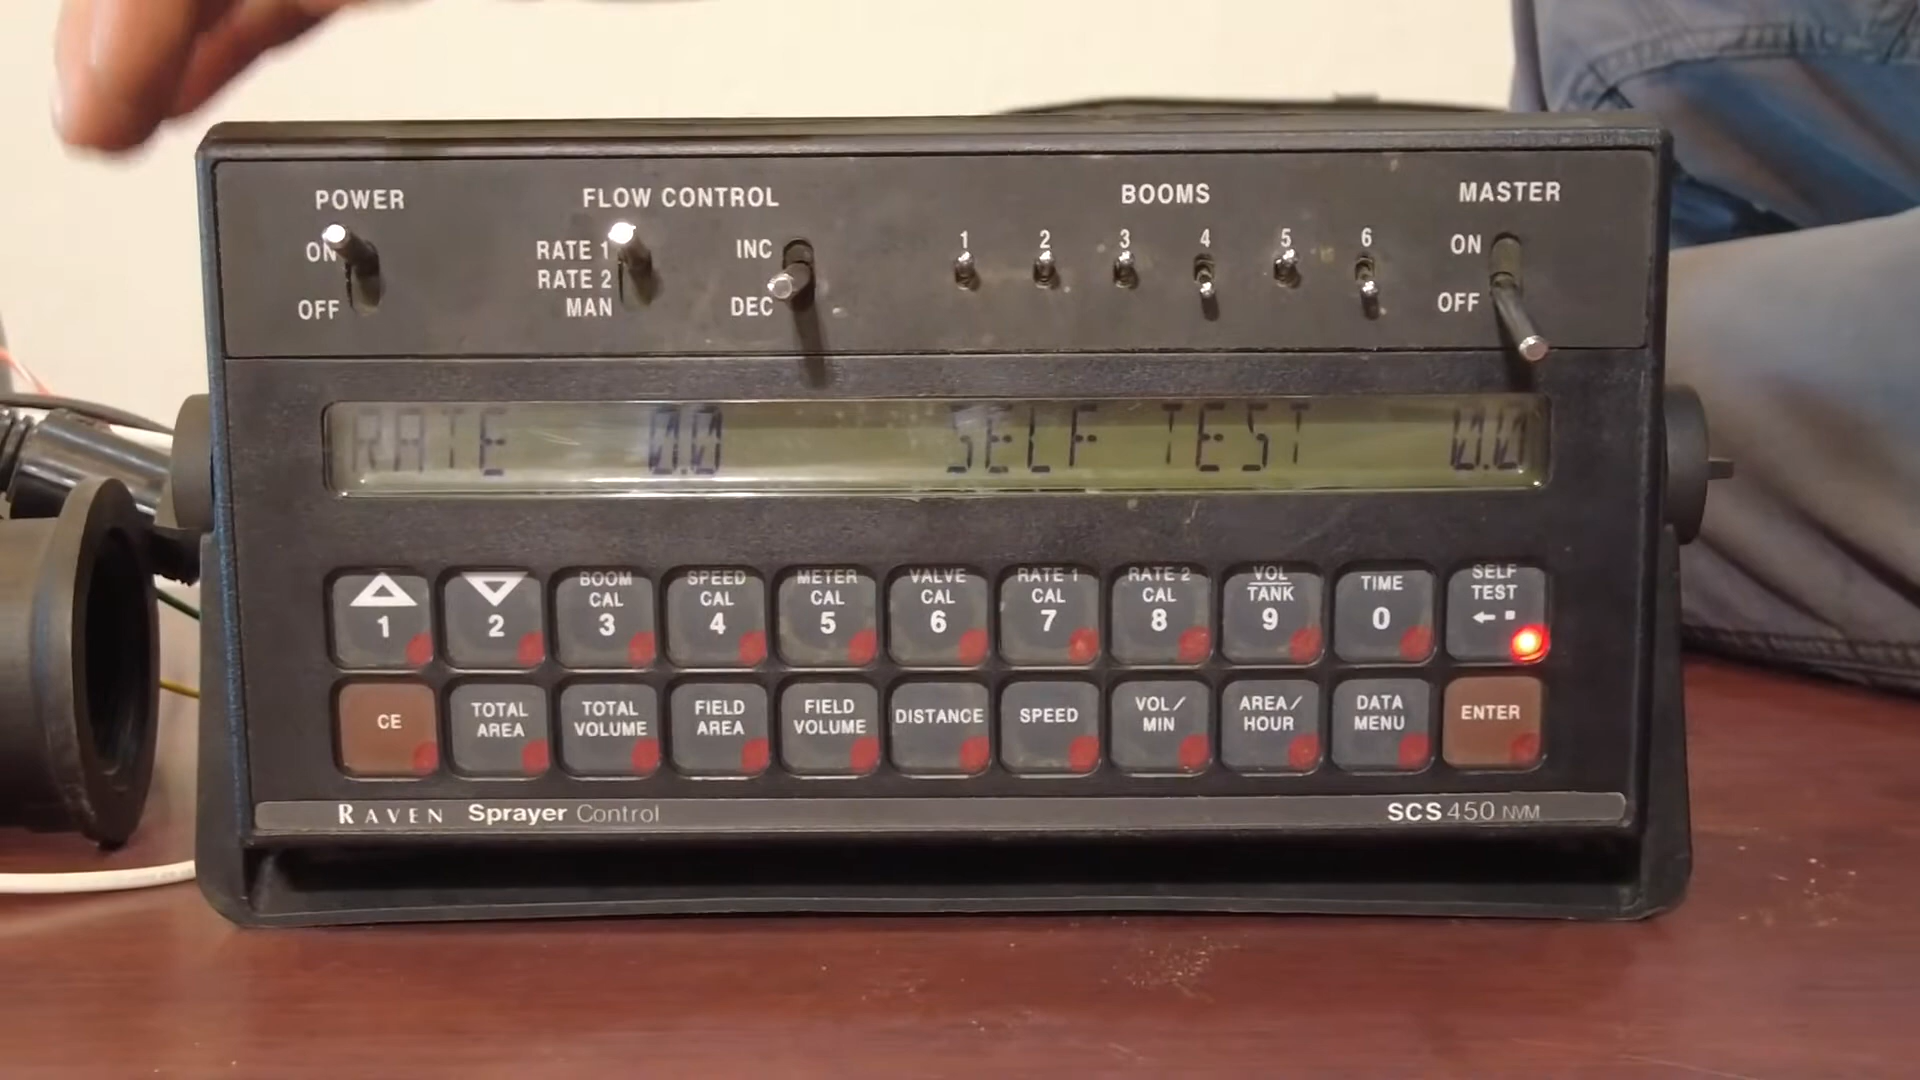 POWER
ON
OFF
FLOW CONTROL
RATE 1
RATE 2
MAN
INC
DEC
BOOMS
1 2 3 4 5 6
MASTER
ON
OFF
RATE 0.0 SELF TEST 0.0
1
2
BOOM
CAL
3
SPEED
CAL
4
METER
CAL
5
VALVE
CAL
6
RATE 1
CAL
7
RATE 2
CAL
8
VOL
TANK
9
TIME
0
SELF
TEST
CE
TOTAL
AREA
TOTAL
VOLUME
FIELD
AREA
FIELD
VOLUME
DISTANCE
SPEED
VOL/
MIN
AREA/
HOUR
DATA
MENU
ENTER
RAVEN Sprayer Control
SCS 450 NVM